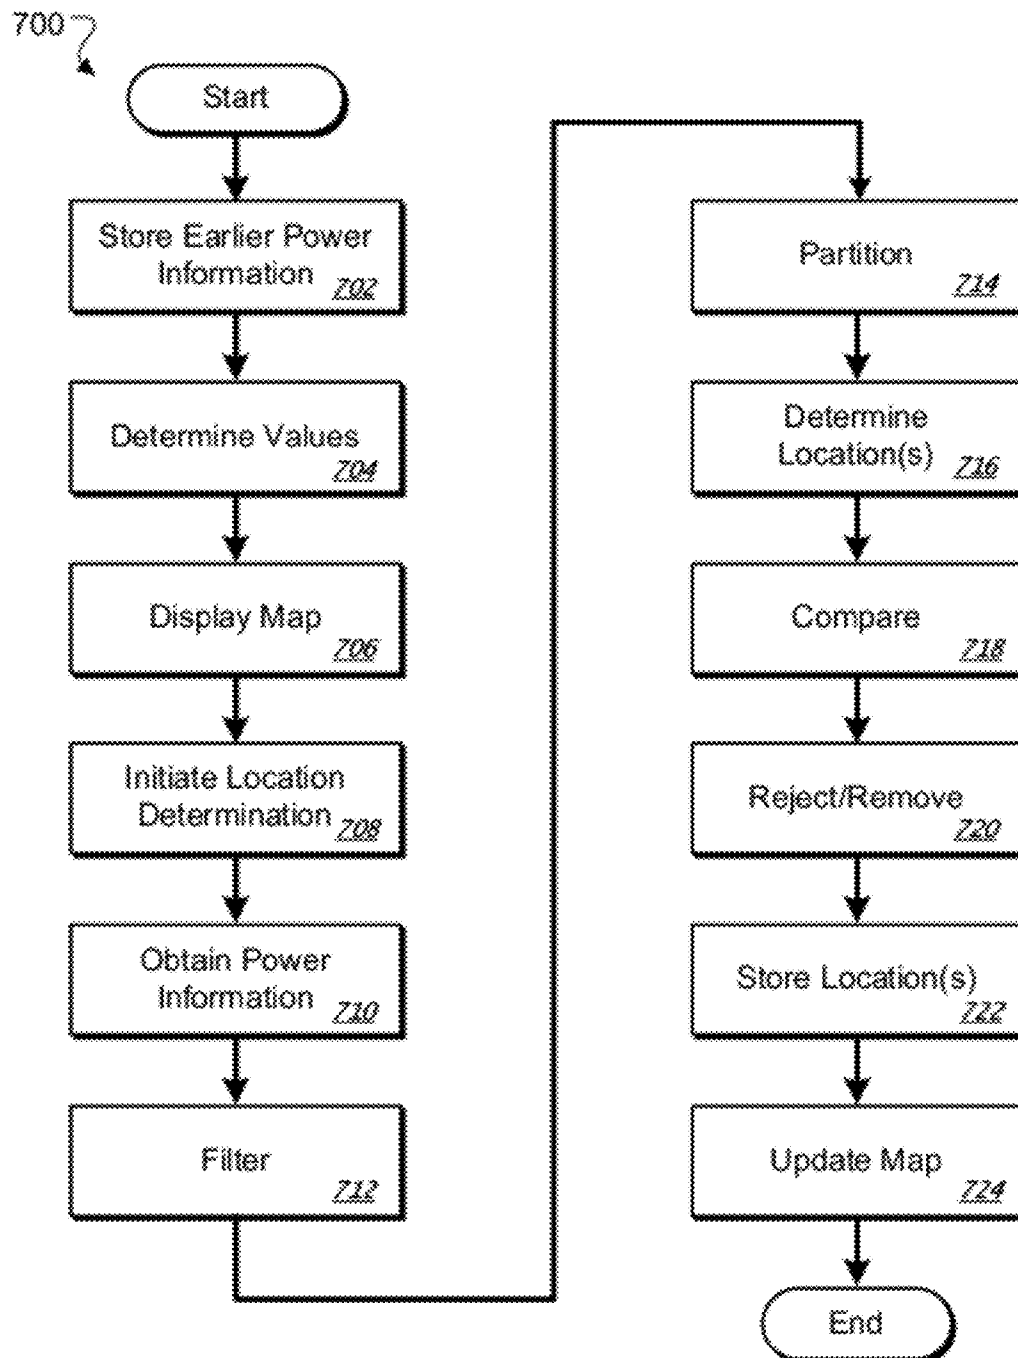 700
Start
Store Earlier Power
Information
702
Determine Values
704
Display Map
706
Initiate Location
Determination
708
Obtain Power
Information
710
Filter
712
Partition
714
Determine
Location(s)
716
Compare
718
Reject/Remove
720
Store Location(s)
722
Update Map
724
End